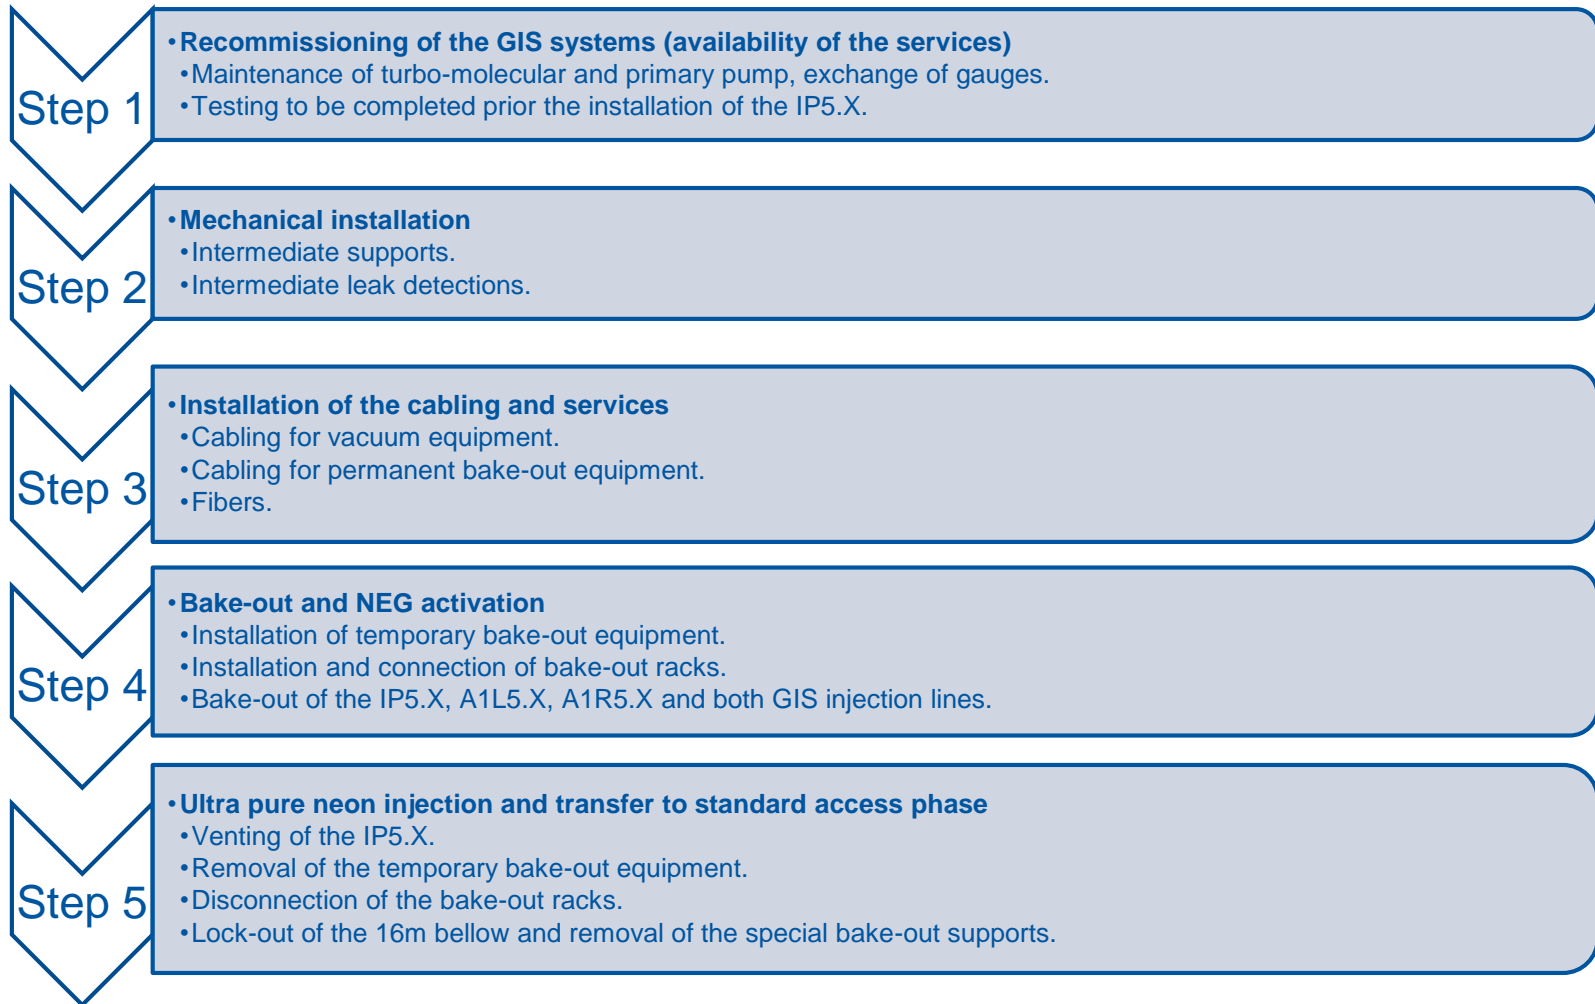 Step 1
•Recommissioning of the GIS systems (availability of the services)
•Maintenance of turbo-molecular and primary pump, exchange of gauges.
•Testing to be completed prior the installation of the IP5.X.
Step 2
•Mechanical installation
•Intermediate supports.
•Intermediate leak detections.
Step 3
•Installation of the cabling and services
•Cabling for vacuum equipment.
•Cabling for permanent bake-out equipment.
•Fibers.
Step 4
•Bake-out and NEG activation
•Installation of temporary bake-out equipment.
•Installation and connection of bake-out racks.
•Bake-out of the IP5.X, A1L5.X, A1R5.X and both GIS injection lines.
Step 5
•Ultra pure neon injection and transfer to standard access phase
•Venting of the IP5.X.
•Removal of the temporary bake-out equipment.
•Disconnection of the bake-out racks.
•Lock-out of the 16m bellow and removal of the special bake-out supports.